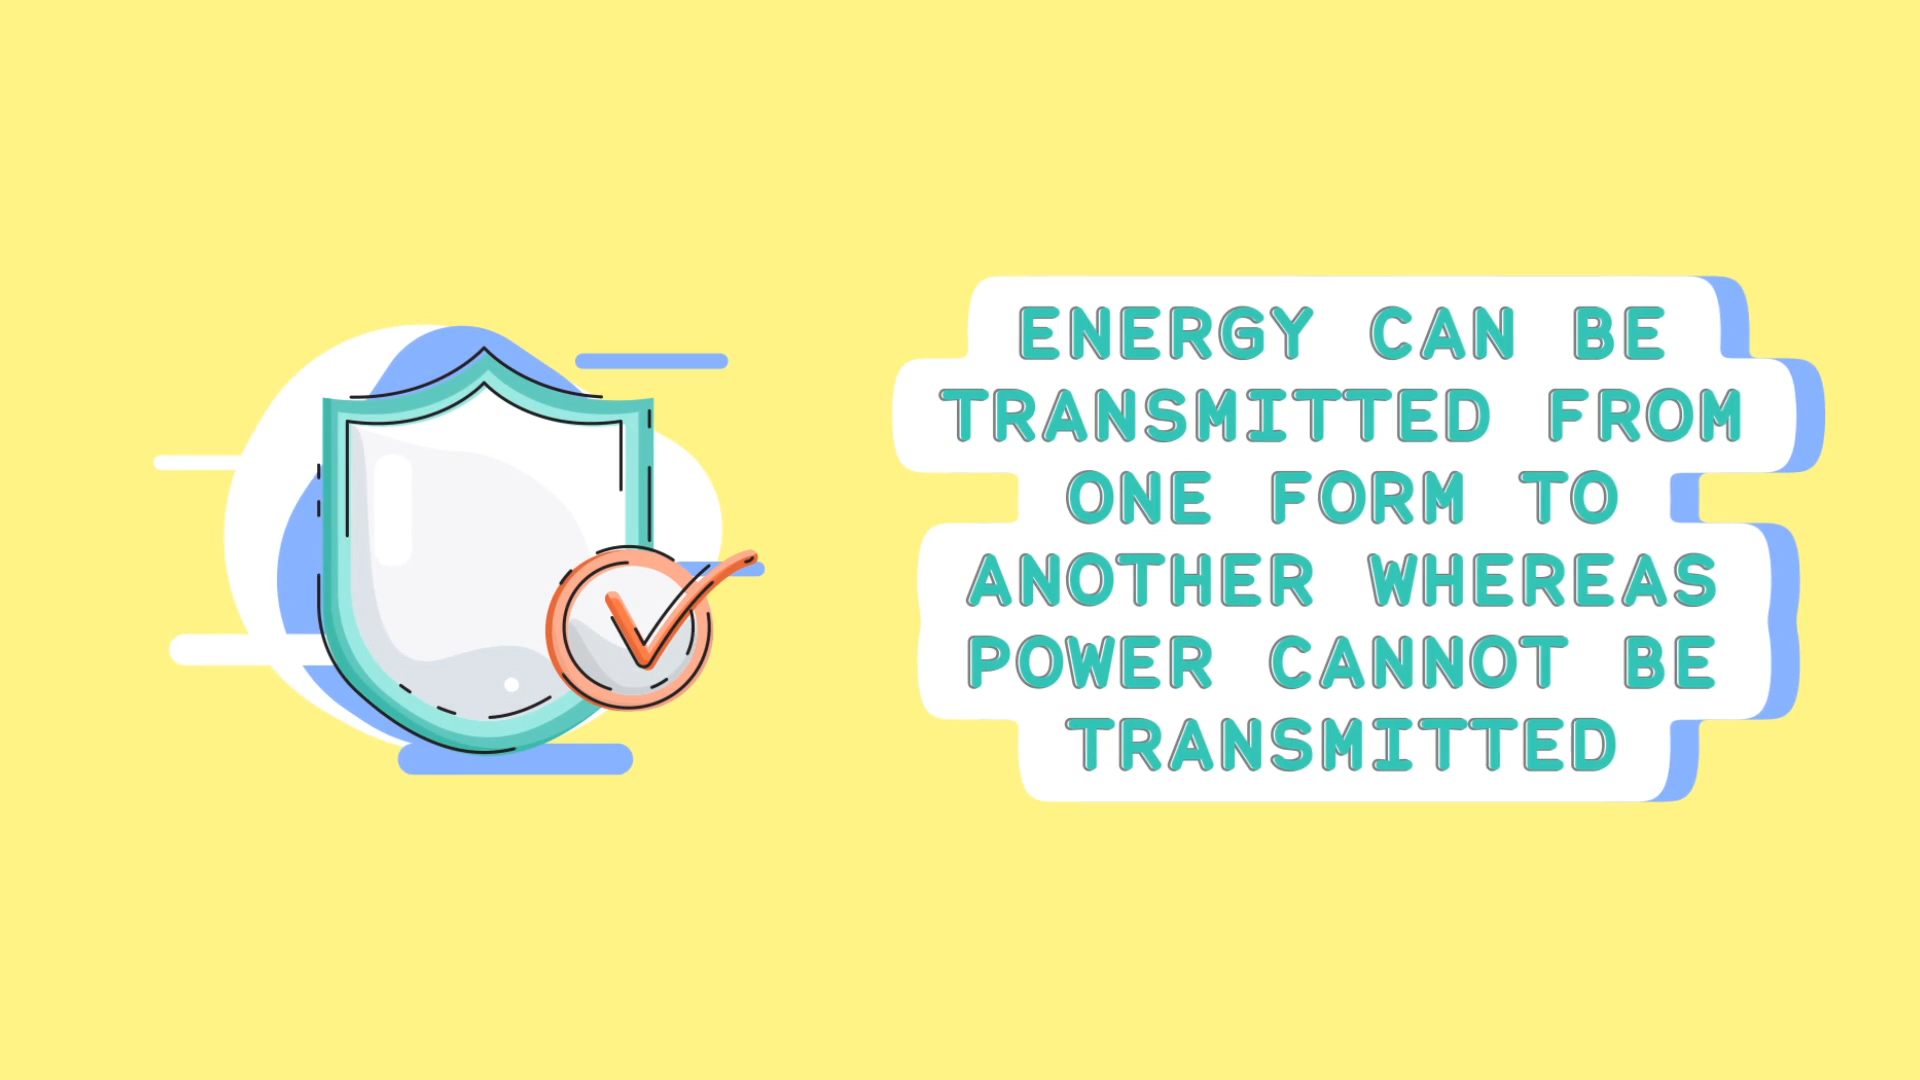 ENERGY CAN BE
TRANSMITTED FROM
ONE FORM TO
ANOTHER WHEREAS
POWER CANNOT BE
TRANSMITTED